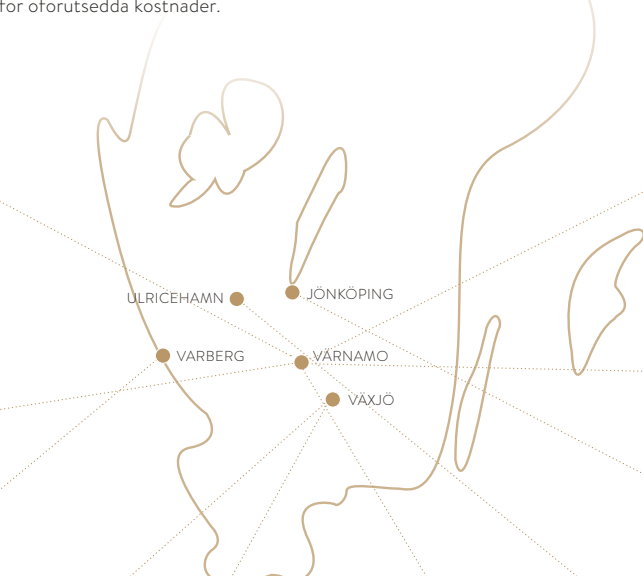 för oförutsedda kostnader.
ULRICEHAMN
JÖNKÖPING
VARBERG
VÄRNAMO
VÄXJÖ